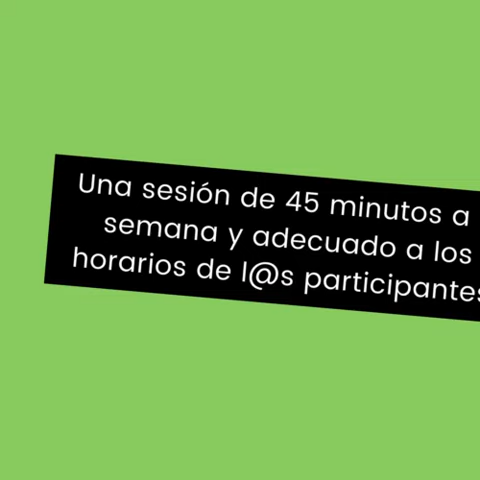 Una sesión de 45 minutos a
semana y adecuado a los
horarios de l@s participantes